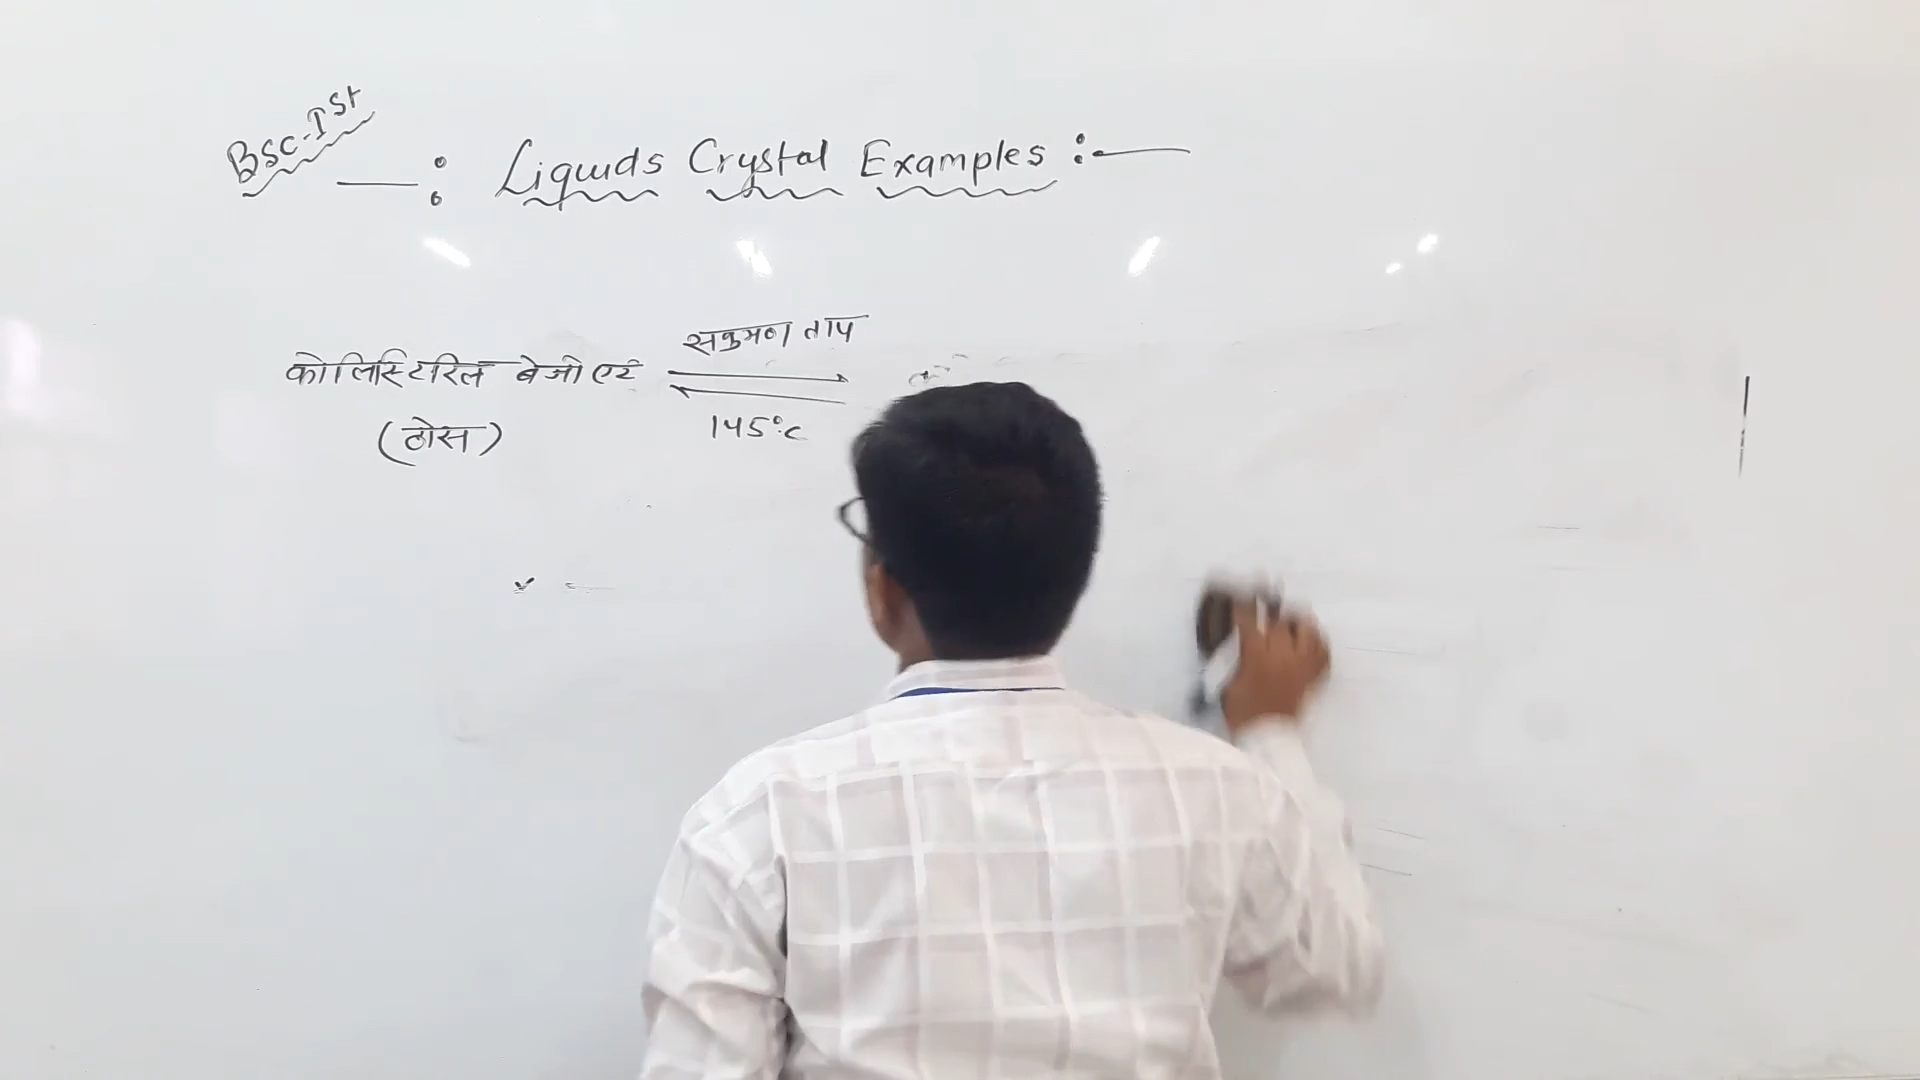 Bsc-Ist
—: Liquids Crystal Examples :—
कोलिस्टिरिल बेजोएट
संक्रमण ताप
145°c
(ठोस)